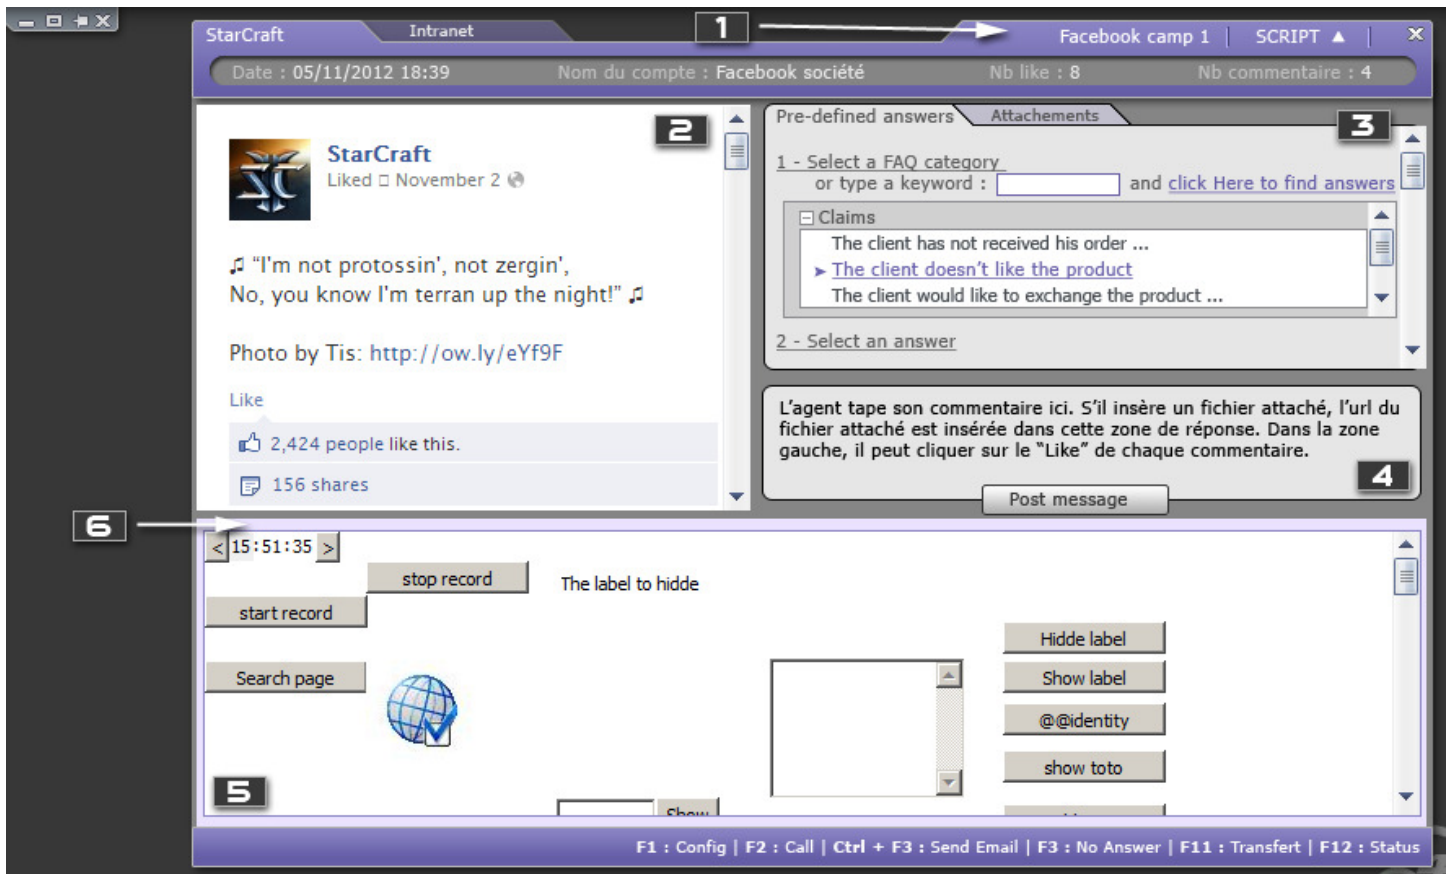 StarCraft
Intranet
1
Facebook camp 1 | SCRIPT ▲ |
Date : 05/11/2012 18:39
Nom du compte : Facebook société
Nb like : 8
Nb commentaire : 4
2
StarCraft
Liked □ November 2
♫ “I'm not protossin', not zergin',
No, you know I'm terran up the night!” ♫
Photo by Tis: http://ow.ly/eYf9F
Like
2,424 people like this.
156 shares
Pre-defined answers
Attachements
3
1 - Select a FAQ category
or type a keyword :
and click Here to find answers
Claims
The client has not received his order ...
The client doesn’t like the product
The client would like to exchange the product ...
2 - Select an answer
L’agent tape son commentaire ici. S’il insère un fichier attaché, l’url du
fichier attaché est insérée dans cette zone de réponse. Dans la zone
gauche, il peut cliquer sur le “Like” de chaque commentaire.
4
Post message
6
< 15:51:35 >
stop record
The label to hidde
start record
Hidde label
Search page
Show label
@@identity
show toto
5
Show
F1 : Config | F2 : Call | Ctrl + F3 : Send Email | F3 : No Answer | F11 : Transfert | F12 : Status